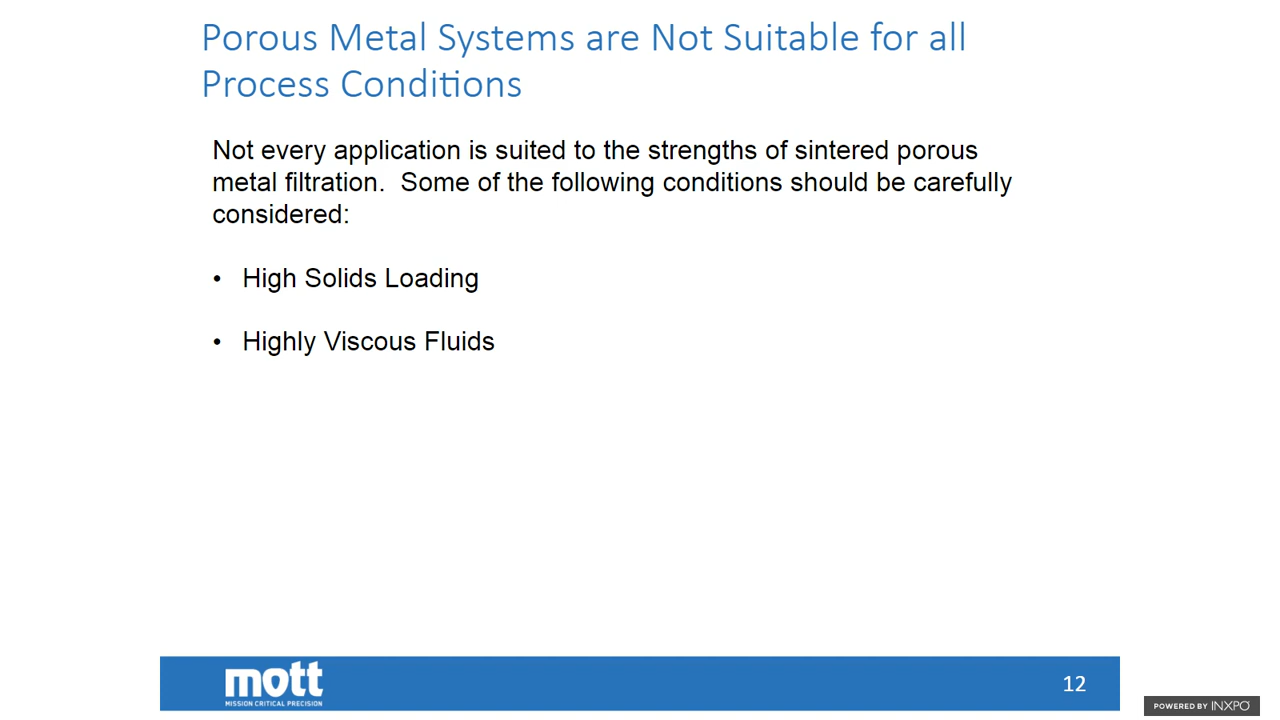 Porous Metal Systems are Not Suitable for all
Process Conditions
Not every application is suited to the strengths of sintered porous
metal filtration.  Some of the following conditions should be carefully
considered:
• High Solids Loading
• Highly Viscous Fluids
mott
MISSION CRITICAL PRECISION
12
POWERED BY INXPO